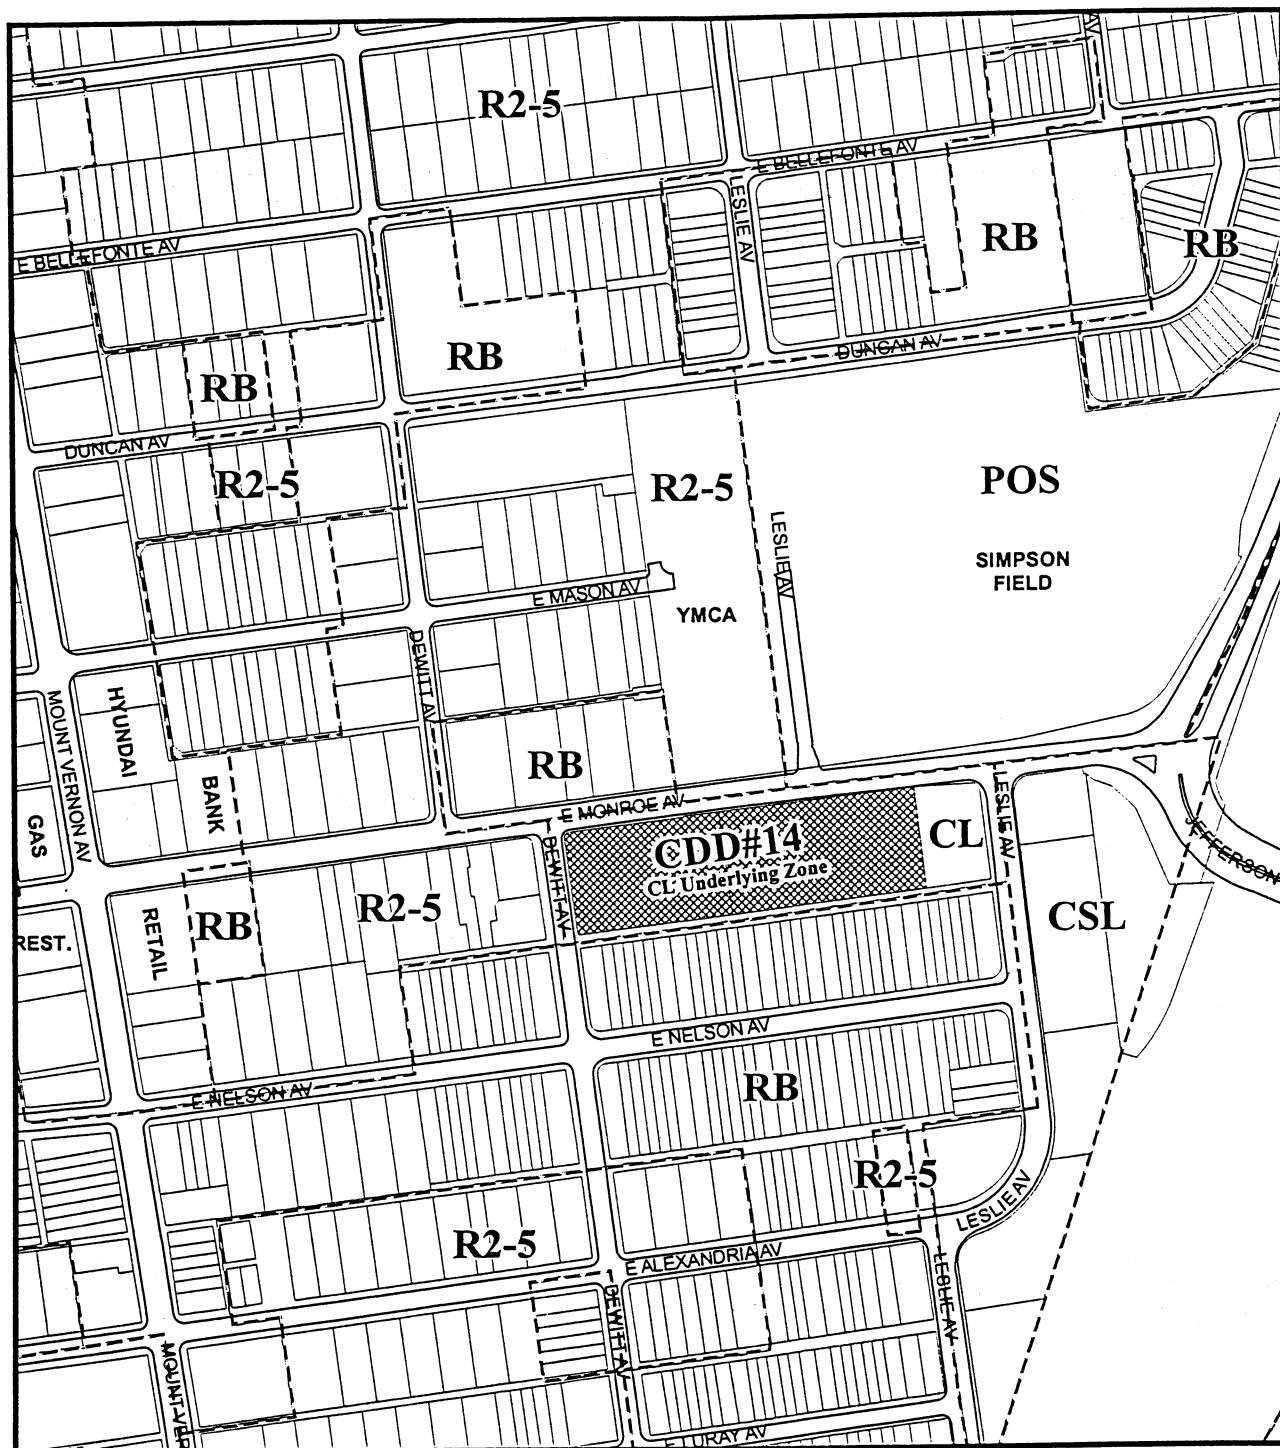 R2-5
E BELLEFONTE AV
LESLIE AV
RB
RB
E BELLEFONTE AV
DUNCAN AV
RB
RB
DUNCAN AV
R2-5
R2-5
POS
LESLIE AV
SIMPSON
FIELD
E MASON AV
YMCA
DEWITT AV
HYUNDAI
MOUNT VERNON AV
BANK
RB
E MONROE AV
GAS
LESLIE AV
JEFFERSON
CDD#14
CL Underlying Zone
CL
DEWITT AV
RETAIL
RB
R2-5
CSL
REST.
E NELSON AV
RB
E NELSON AV
R2-5
LESLIE AV
R2-5
E ALEXANDRIA AV
LESLIE AV
DEWITT AV
MOUNT VER
E LURAY AV